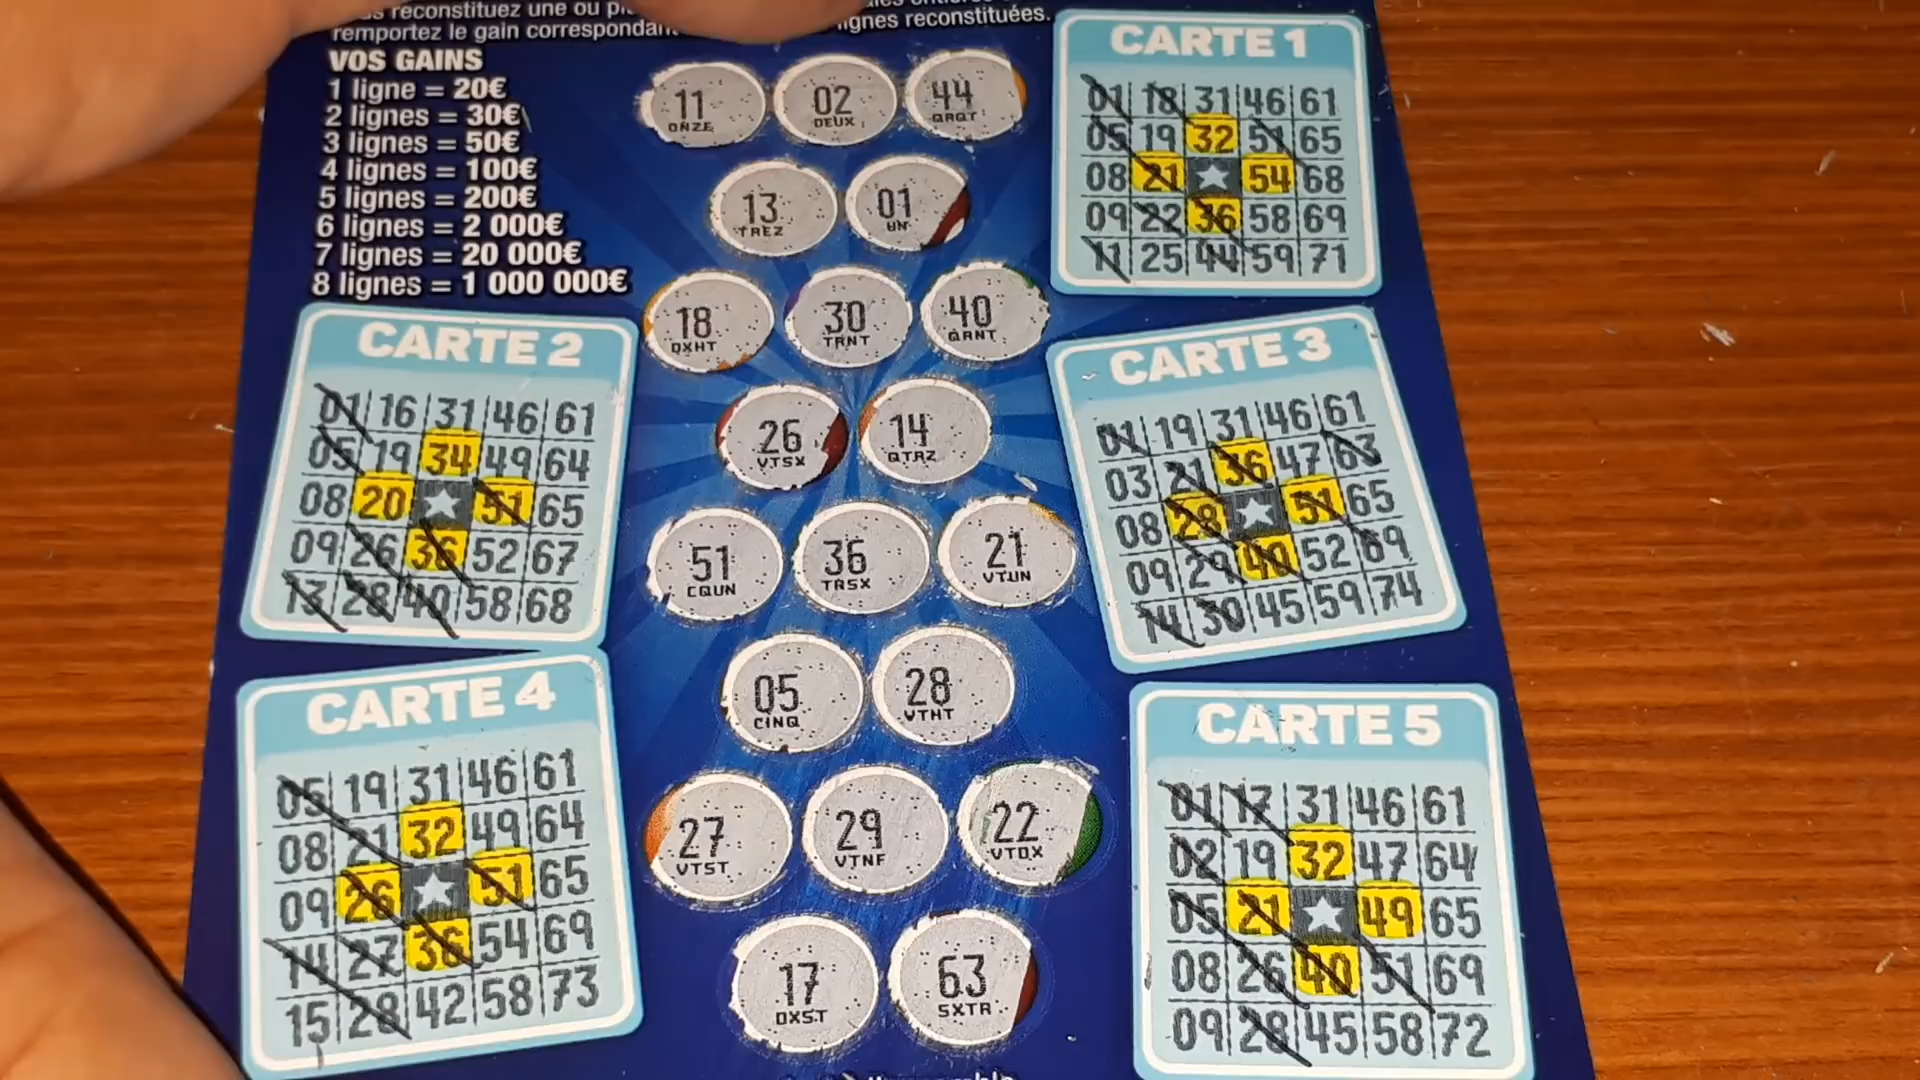 reconstituez une ou
remportez le gain
lignes reconstituées.
VOS GAINS
1 ligne = 20€
2 lignes = 30€
3 lignes = 50€
4 lignes = 100€
5 lignes = 200€
6 lignes = 2 000€
7 lignes = 20 000€
8 lignes = 1 000 000€
11 02 44
ONZE DEUX QRQT
13 01
TREZ UN
18 30 40
DXHT TRNT QRNT
26 14
VTSX QTRZ
51 36 21
CQUN TRSX VTUN
05 28
CINQ VTHT
27 29 22
VTST VTNF VTDX
17 63
DXST SXTR
CARTE 1
01 18 31 46 61
05 19 32 51 65
08 21 54 68
09 22 36 58 69
11 25 44 59 71
CARTE 2
01 16 31 46 61
05 19 34 49 64
08 20 51 65
09 26 36 52 67
13 28 40 58 68
CARTE 3
01 19 31 46 61
03 21 36 47 63
08 28 51 65
09 29 40 52 69
14 30 45 59 74
CARTE 4
05 19 31 46 61
08 21 32 49 64
09 26 51 65
14 27 36 54 69
15 28 42 58 73
CARTE 5
01 17 31 46 61
02 19 32 47 64
05 21 49 65
08 26 40 51 69
09 28 45 58 72